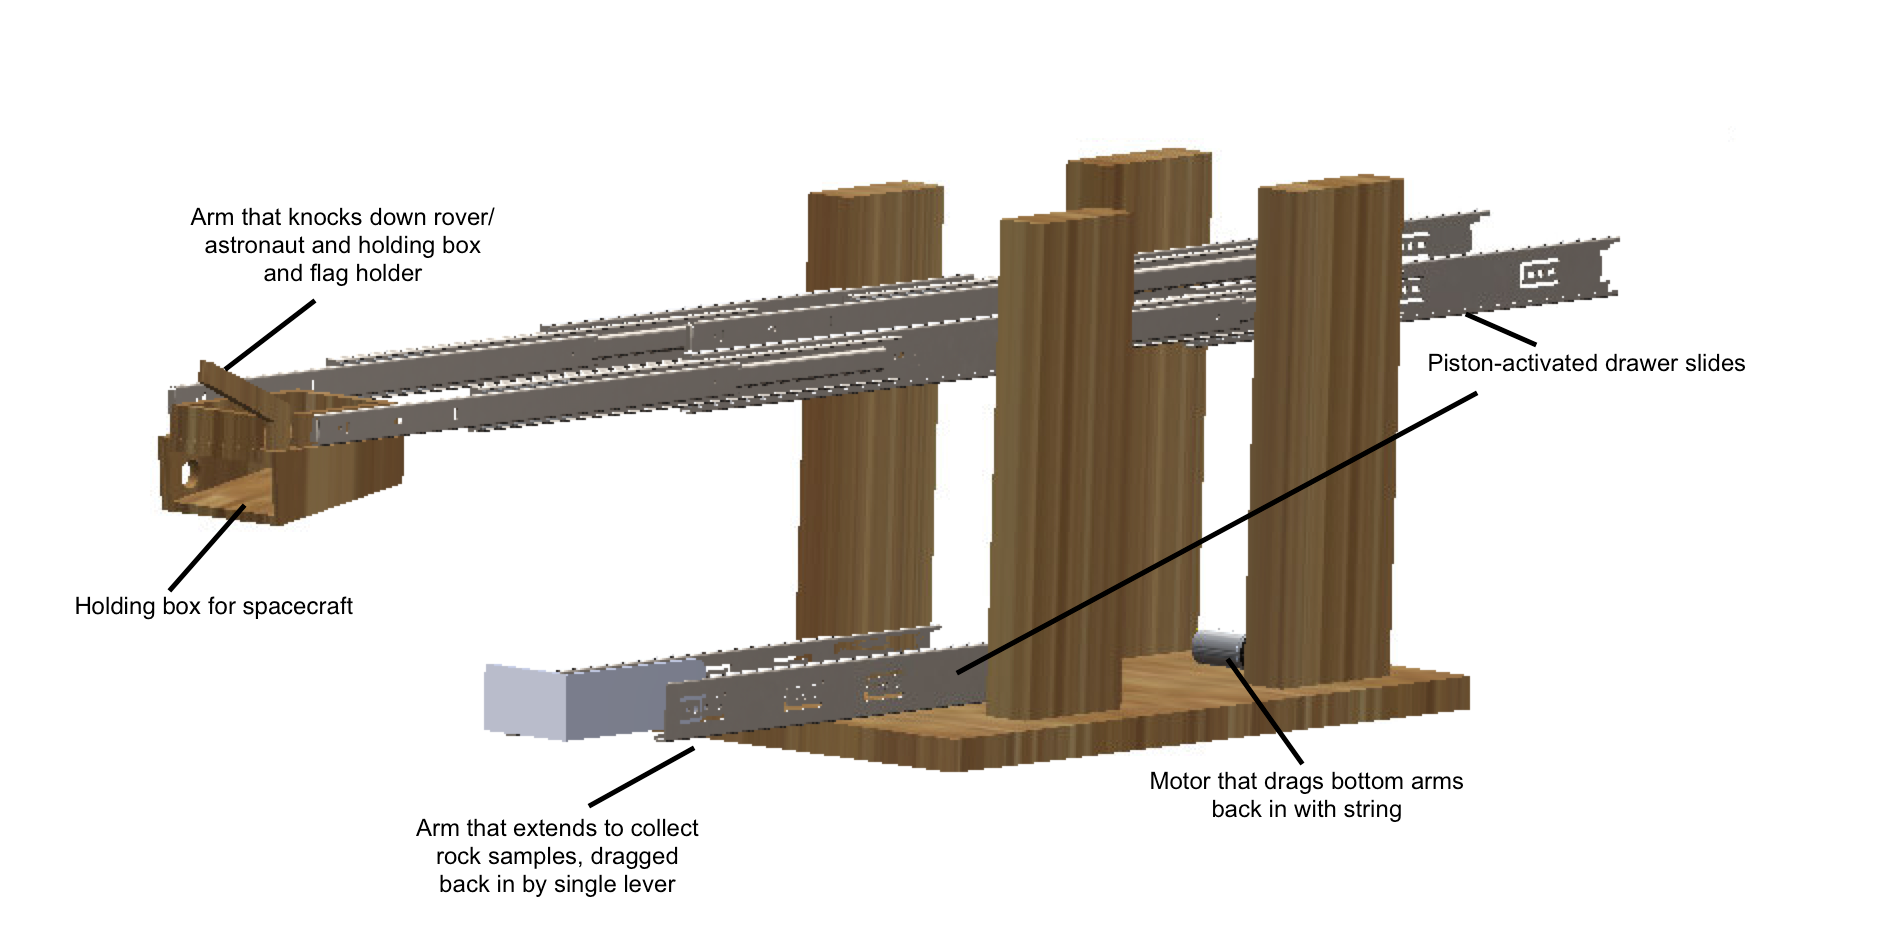 Arm that knocks down rover/
astronaut and holding box
and flag holder
Piston-activated drawer slides
Holding box for spacecraft
Motor that drags bottom arms
back in with string
Arm that extends to collect
rock samples, dragged
back in by single lever